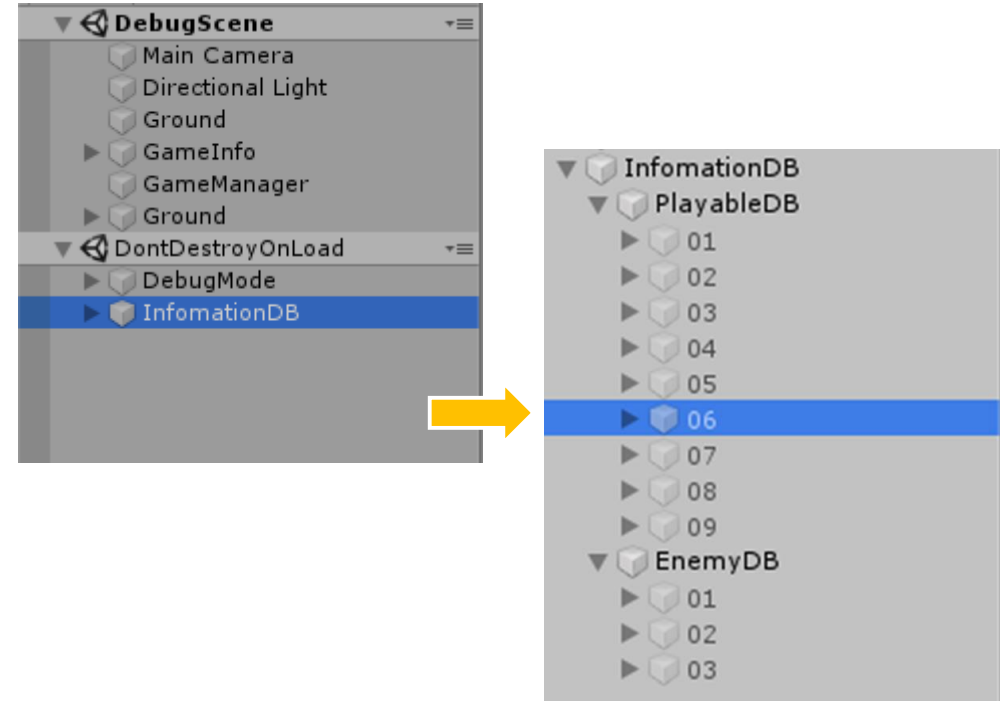 DebugScene
Main Camera
Directional Light
Ground
GameInfo
GameManager
Ground
DontDestroyOnLoad
DebugMode
InfomationDB
InfomationDB
PlayableDB
01
02
03
04
05
06
07
08
09
EnemyDB
01
02
03